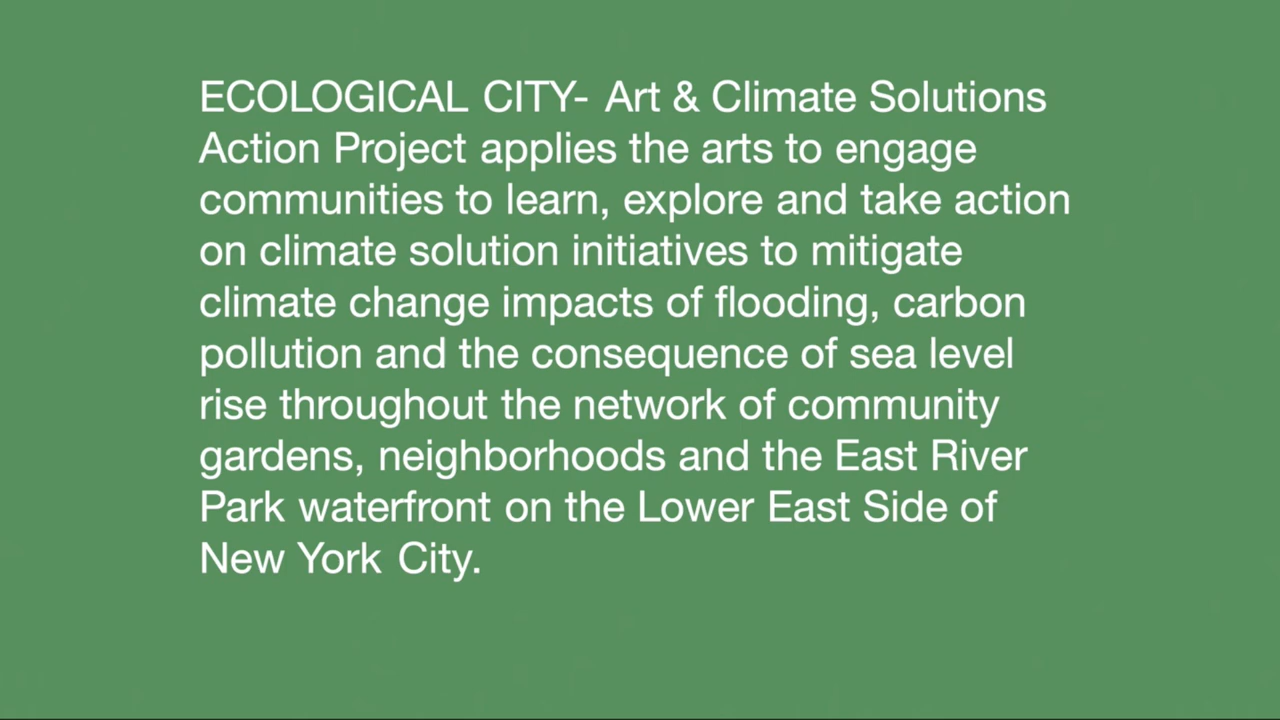 ECOLOGICAL CITY- Art & Climate Solutions
Action Project applies the arts to engage
communities to learn, explore and take action
on climate solution initiatives to mitigate
climate change impacts of flooding, carbon
pollution and the consequence of sea level
rise throughout the network of community
gardens, neighborhoods and the East River
Park waterfront on the Lower East Side of
New York City.